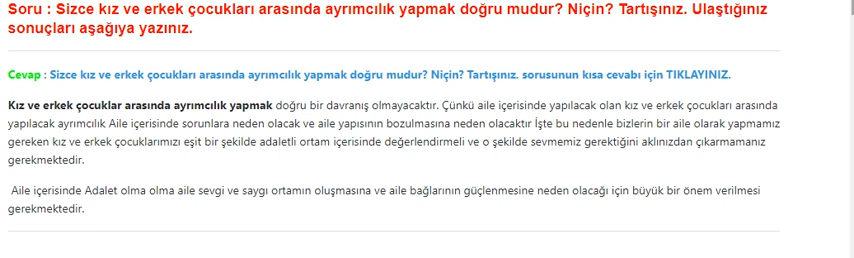 Soru : Sizce kız ve erkek çocukları arasında ayrımcılık yapmak doğru mudur? Niçin? Tartışınız. Ulaştığınız
sonuçları aşağıya yazınız.
Cevap : Sizce kız ve erkek çocukları arasında ayrımcılık yapmak doğru mudur? Niçin? Tartışınız. sorusunun kısa cevabı için TIKLAYINIZ.
Kız ve erkek çocuklar arasında ayrımcılık yapmak doğru bir davranış olmayacaktır. Çünkü aile içerisinde yapılacak olan kız ve erkek çocukları arasında
yapılacak ayrımcılık Aile içerisinde sorunlara neden olacak ve aile yapısının bozulmasına neden olacaktır İşte bu nedenle bizlerin bir aile olarak yapmamız
gereken kız ve erkek çocuklarımızı eşit bir şekilde adaletli ortam içerisinde değerlendirmeli ve o şekilde sevmemiz gerektiğini aklınızdan çıkarmamanız
gerekmektedir.
Aile içerisinde Adalet olma olma aile sevgi ve saygı ortamın oluşmasına ve aile bağlarının güçlenmesine neden olacağı için büyük bir önem verilmesi
gerekmektedir.